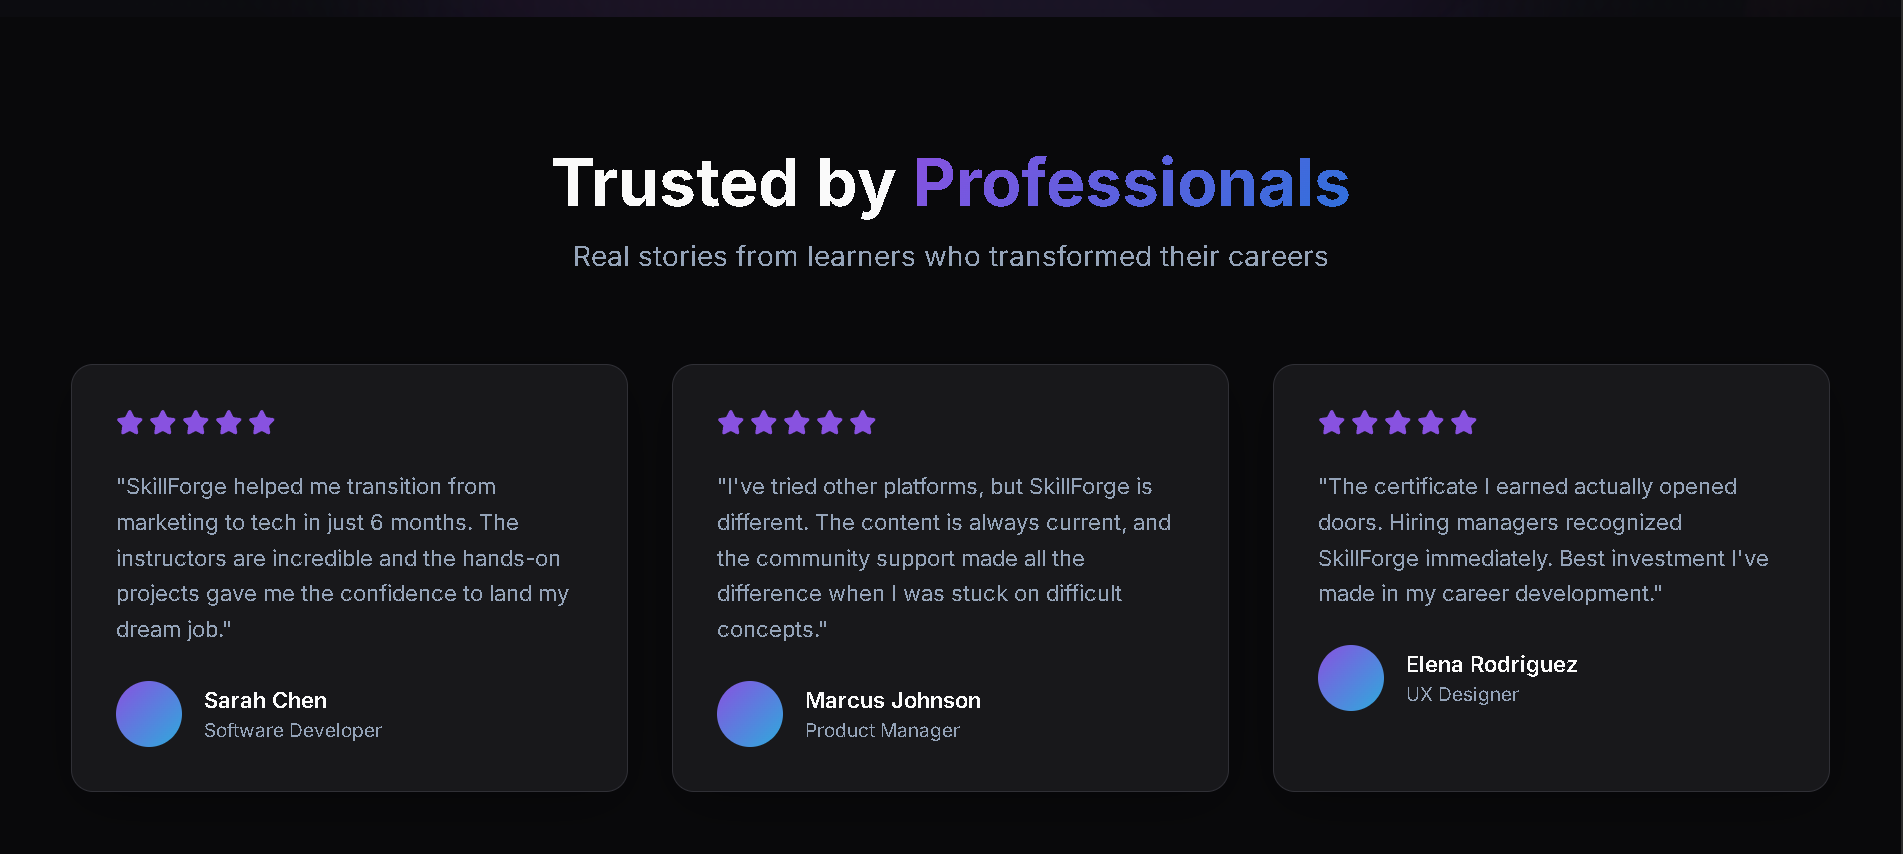 Trusted by Professionals
Real stories from learners who transformed their careers
"SkillForge helped me transition from
marketing to tech in just 6 months. The
instructors are incredible and the hands-on
projects gave me the confidence to land my
dream job."
Sarah Chen
Software Developer
"I've tried other platforms, but SkillForge is
different. The content is always current, and
the community support made all the
difference when I was stuck on difficult
concepts."
Marcus Johnson
Product Manager
"The certificate I earned actually opened
doors. Hiring managers recognized
SkillForge immediately. Best investment I've
made in my career development."
Elena Rodriguez
UX Designer